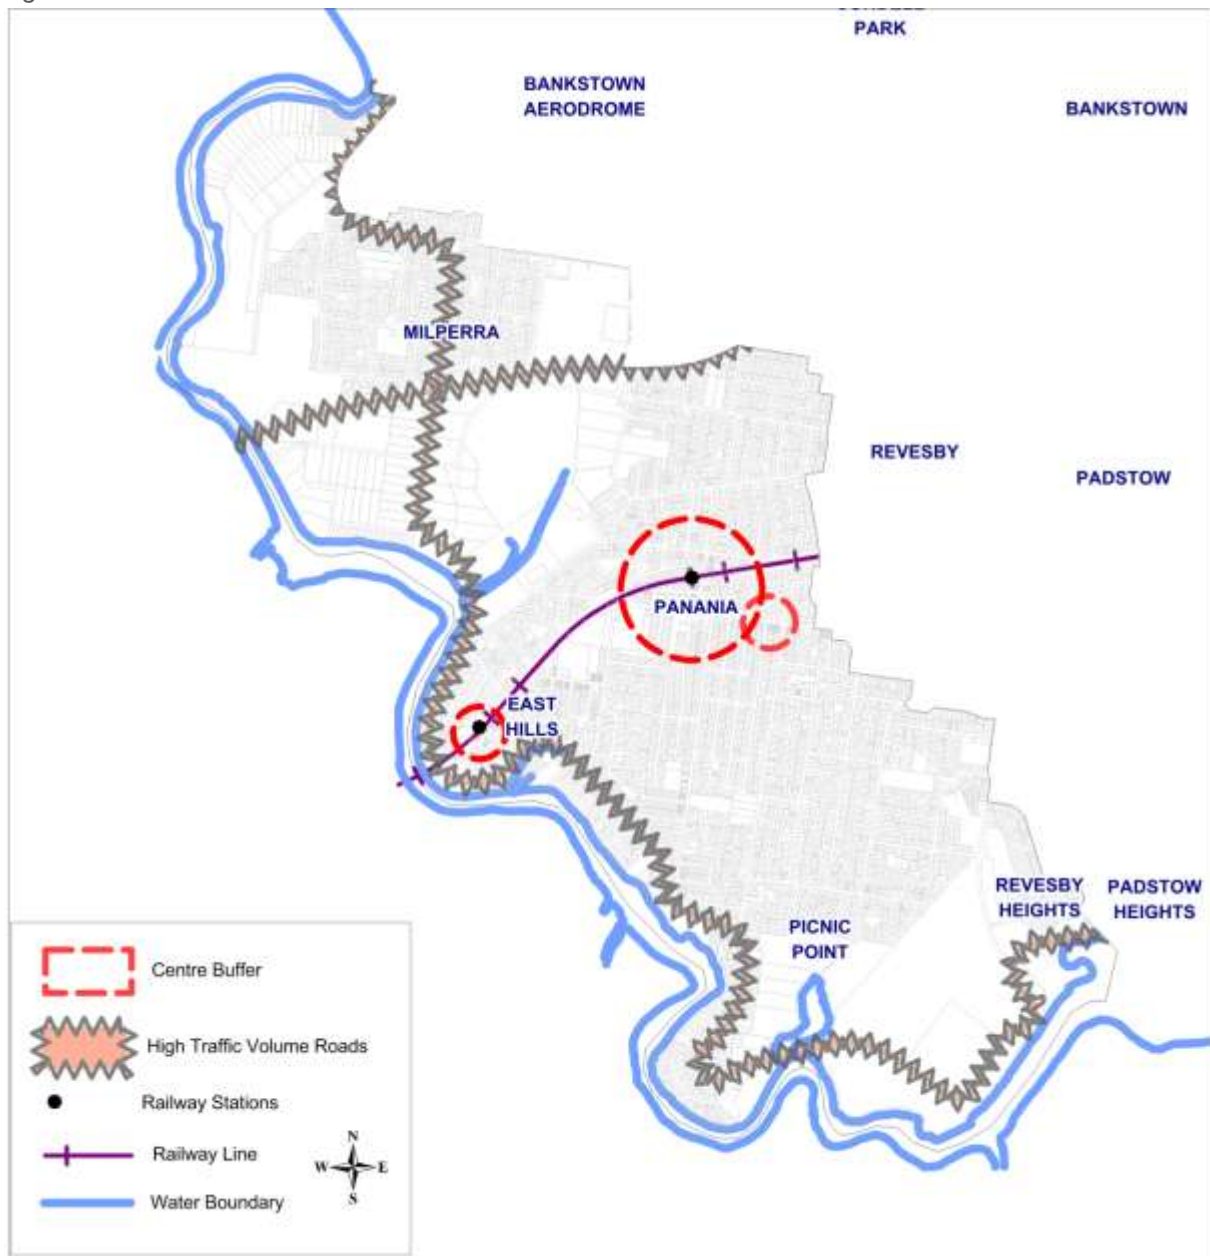 PARK
BANKSTOWN
AERODROME
BANKSTOWN
MILPERRA
REVESBY
PADSTOW
PANANIA
EAST
HILLS
REVESBY
HEIGHTS
PADSTOW
HEIGHTS
PICNIC
POINT
Centre Buffer
High Traffic Volume Roads
Railway Stations
Railway Line
Water Boundary
N
W E
S